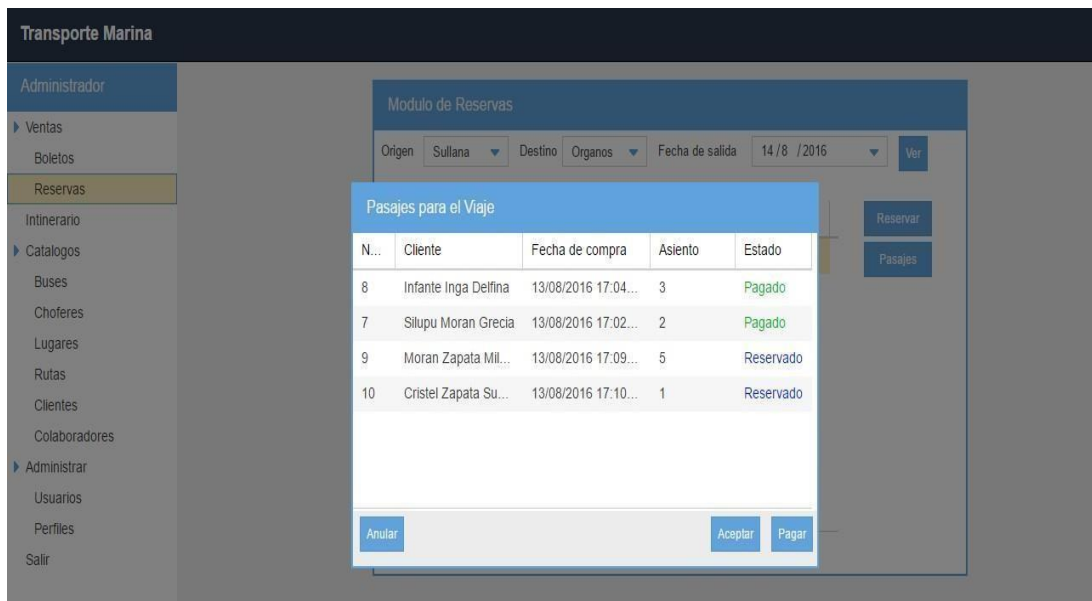 Transporte Marina
Administrador
Ventas
Boletos
Reservas
Intinerario
Catalogos
Buses
Choferes
Lugares
Rutas
Clientes
Colaboradores
Administrar
Usuarios
Perfiles
Salir
Modulo de Reservas
Origen Sullana Destino Organos Fecha de salida 14/8 /2016 Ver
Reservar
Pasajes
Pasajes para el Viaje
N... Cliente Fecha de compra Asiento Estado
8 Infante Inga Delfina 13/08/2016 17:04... 3 Pagado
7 Silupu Moran Grecia 13/08/2016 17:02... 2 Pagado
9 Moran Zapata Mil... 13/08/2016 17:09... 5 Reservado
10 Cristel Zapata Su... 13/08/2016 17:10... 1 Reservado
Anular Aceptar Pagar